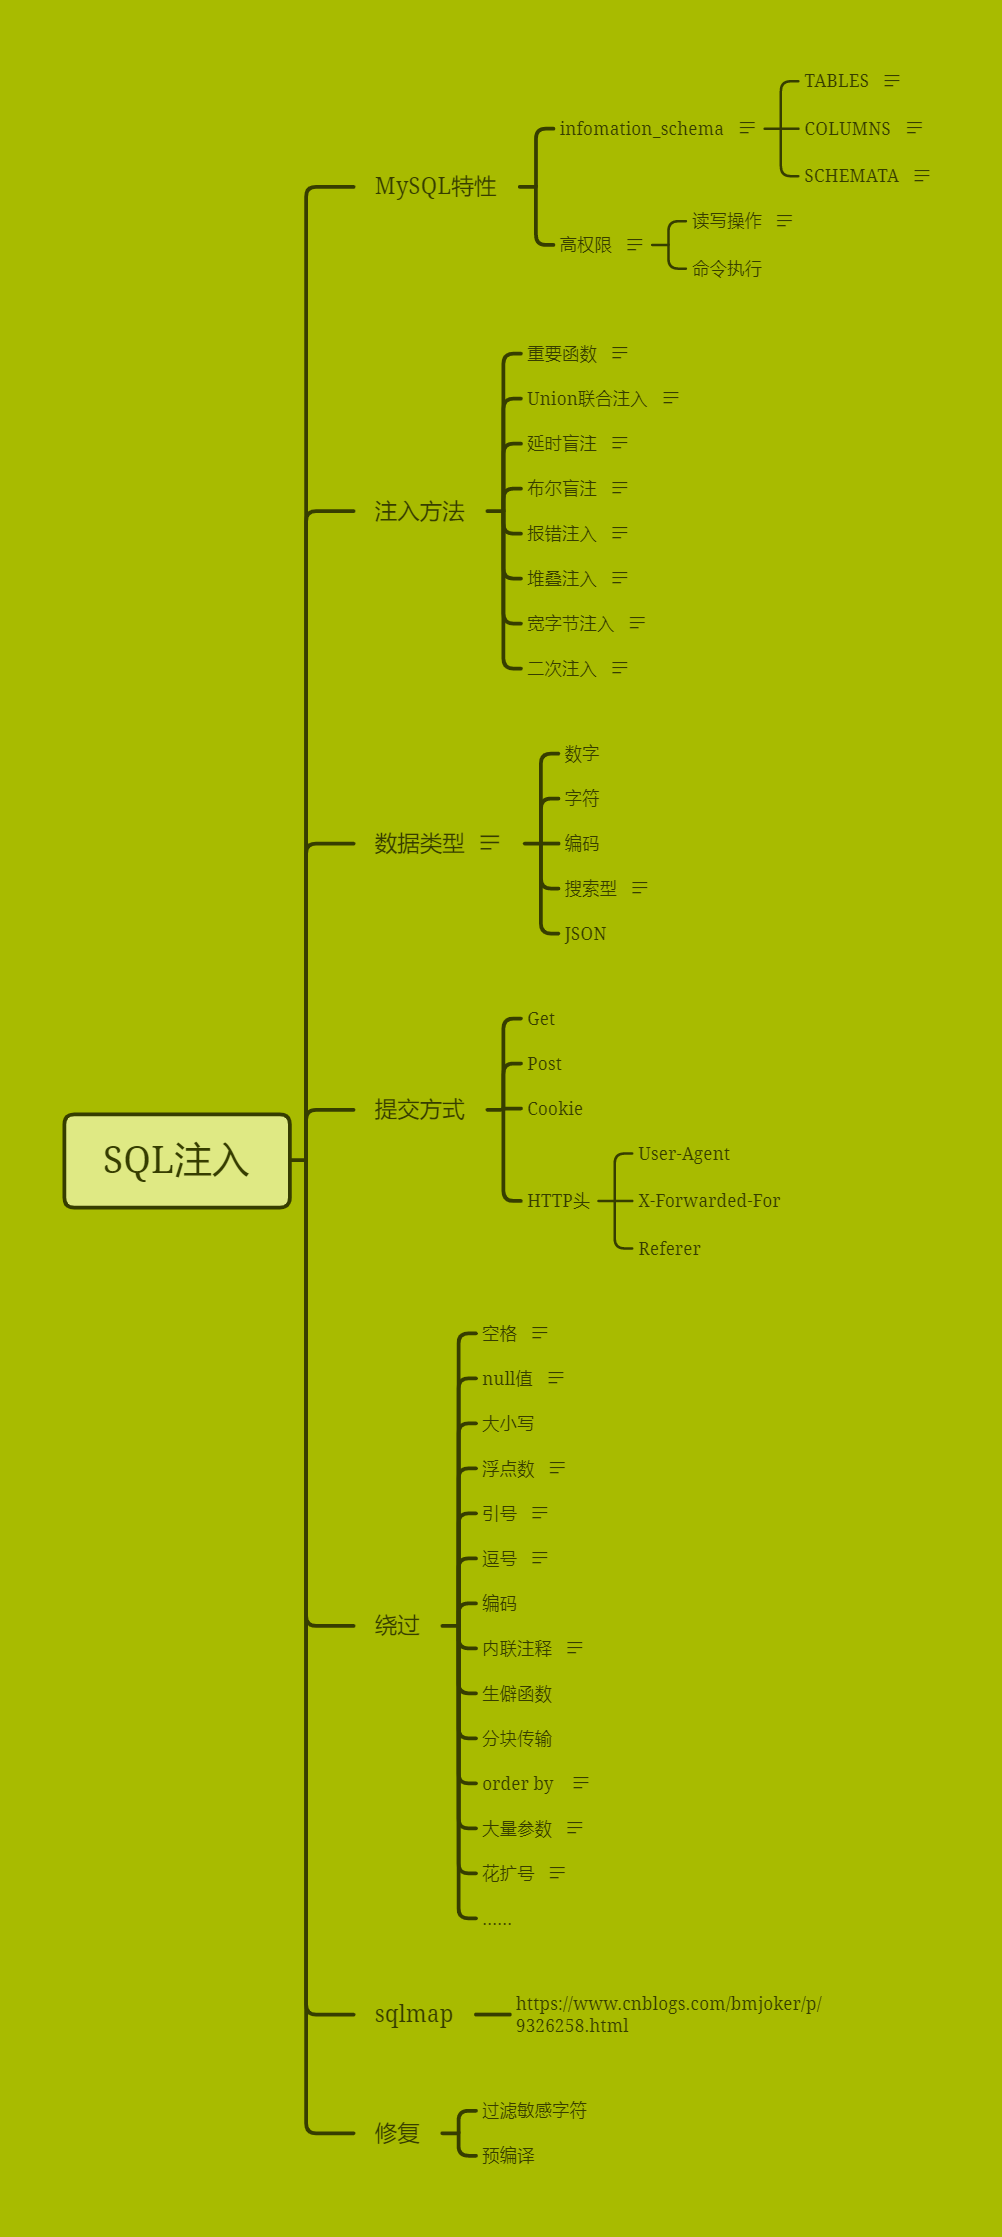 TABLES
infomation_schema
COLUMNS
SCHEMATA
MySQL特性
读写操作
高权限
命令执行
重要函数
Union联合注入
延时盲注
布尔盲注
注入方法
报错注入
堆叠注入
宽字节注入
二次注入
数字
字符
数据类型
编码
搜索型
JSON
Get
Post
提交方式
Cookie
User-Agent
SQL注入
HTTP头
X-Forwarded-For
Referer
空格
null值
大小写
浮点数
引号
逗号
编码
绕过
内联注释
生僻函数
分块传输
order by
大量参数
花扩号
......
sqlmap
https://www.cnblogs.com/bmjoker/p/
9326258.html
过滤敏感字符
修复
预编译